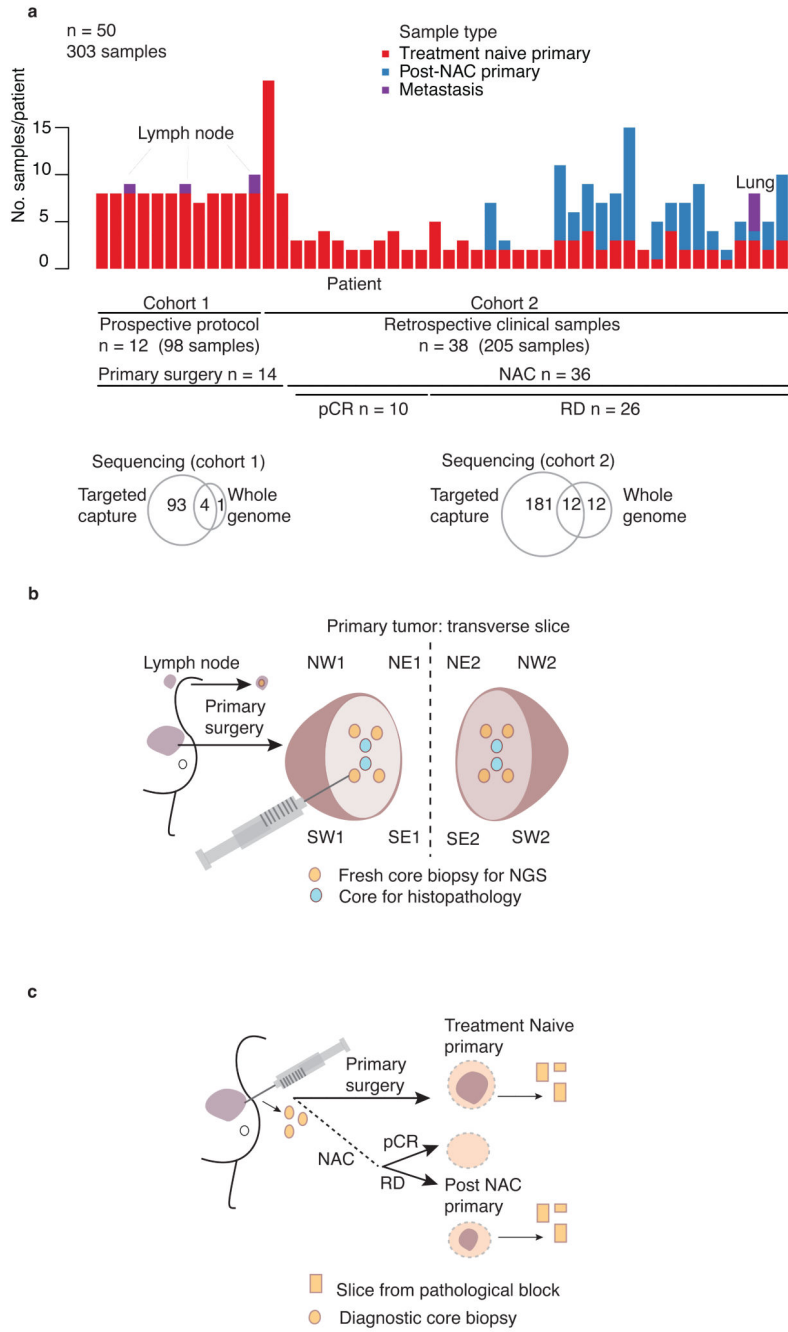 a
n = 50
303 samples
Sample type
Treatment naive primary
Post-NAC primary
Metastasis
No. samples/patient
15
10
5
0
Lymph node
Lung
Patient
Cohort 1
Cohort 2
Prospective protocol
Retrospective clinical samples
n = 12 (98 samples)
n = 38 (205 samples)
Primary surgery n = 14
NAC n = 36
pCR n = 10
RD n = 26
Sequencing (cohort 1)
Targeted
capture
93
4
1
Whole
genome
Sequencing (cohort 2)
Targeted
capture
181
12
12
Whole
genome
b
Primary tumor: transverse slice
Lymph node
Primary
surgery
NW1
NE1
NE2
NW2
SW1
SE1
SE2
SW2
Fresh core biopsy for NGS
Core for histopathology
c
Treatment Naive
primary
Primary
surgery
NAC
pCR
RD
Post NAC
primary
Slice from pathological block
Diagnostic core biopsy